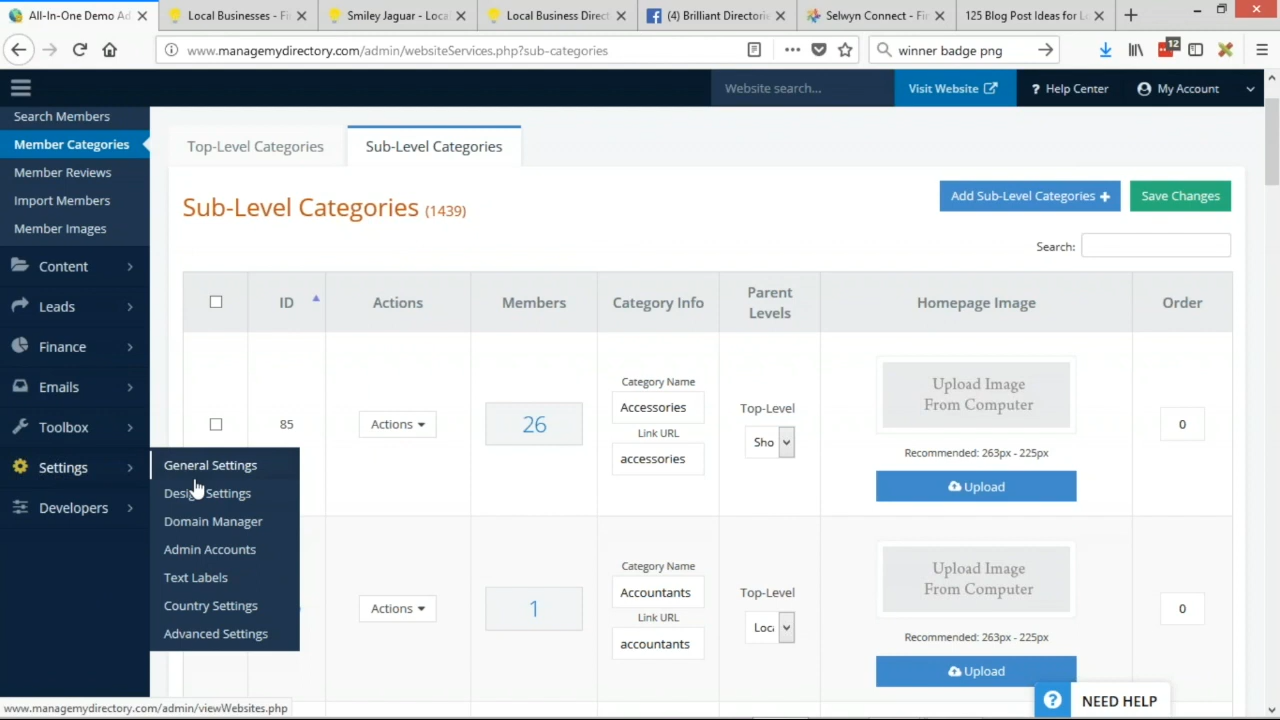 All-In-One Demo Ad
Local Businesses - Fi
Smiley Jaguar - Loca
Local Business Direct
(4) Brilliant Directorie
Selwyn Connect - Fin
125 Blog Post Ideas for L
www.managemydirectory.com/admin/websiteServices.php?sub-categories
winner badge png
12
Website search...
Visit Website
? Help Center
My Account
Search Members
Member Categories
Member Reviews
Import Members
Member Images
Content
Leads
Finance
Emails
Toolbox
Settings
Developers
General Settings
Design Settings
Domain Manager
Admin Accounts
Text Labels
Country Settings
Advanced Settings
Top-Level Categories
Sub-Level Categories
Sub-Level Categories (1439)
Add Sub-Level Categories +
Save Changes
Search:
ID
Actions
Members
Category Info
Parent Levels
Homepage Image
Order
85
Actions
26
Category Name
Accessories
Link URL
accessories
Top-Level
Sho
Upload Image
From Computer
Recommended: 263px - 225px
Upload
0
Actions
1
Category Name
Accountants
Link URL
accountants
Top-Level
Loca
Upload Image
From Computer
Recommended: 263px - 225px
Upload
0
? NEED HELP
www.managemydirectory.com/admin/viewWebsites.php